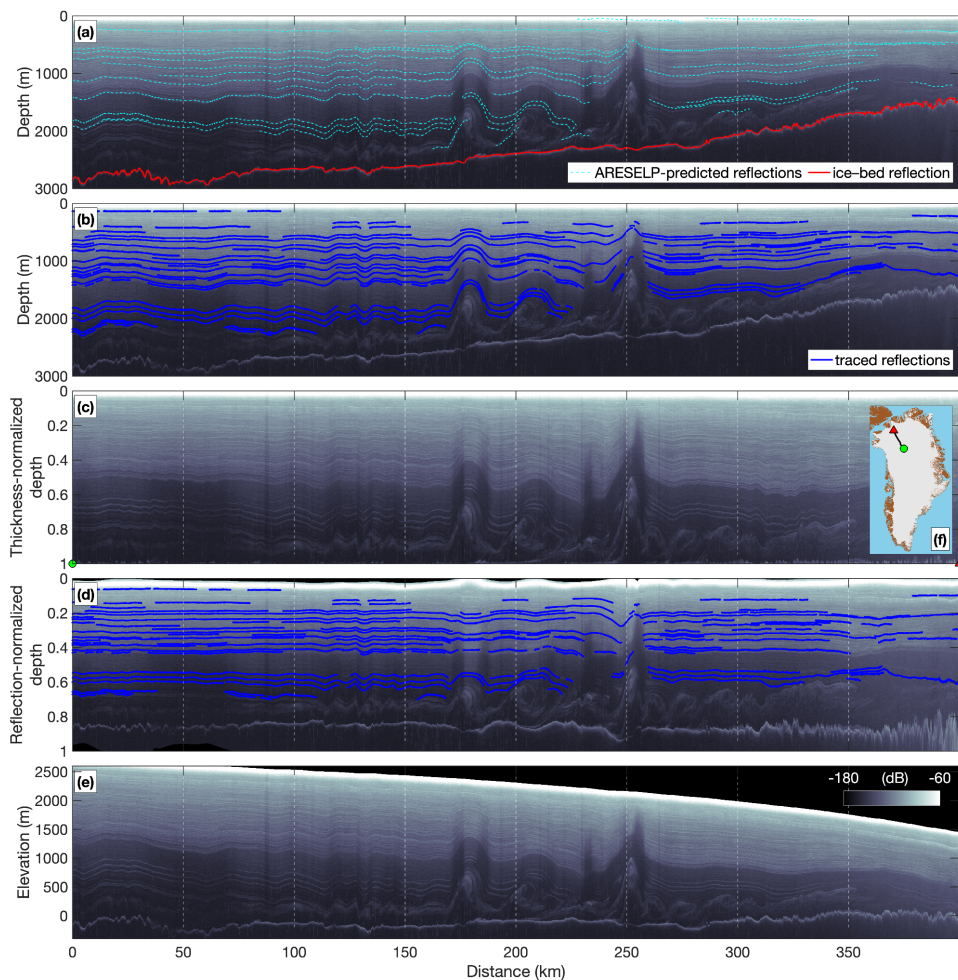 0
(a)
1000
Depth (m)
2000
3000
ARESELP-predicted reflections
ice–bed reflection
0
(b)
1000
Depth (m)
2000
3000
traced reflections
0
(c)
0.2
0.4
Thickness-normalized
depth
0.6
0.8
1
(f)
0
(d)
0.2
0.4
Reflection-normalized
depth
0.6
0.8
1
2500
(e)
-180 (dB) -60
2000
1500
Elevation (m)
1000
500
0
0 50 100 150 200 250 300 350
Distance (km)